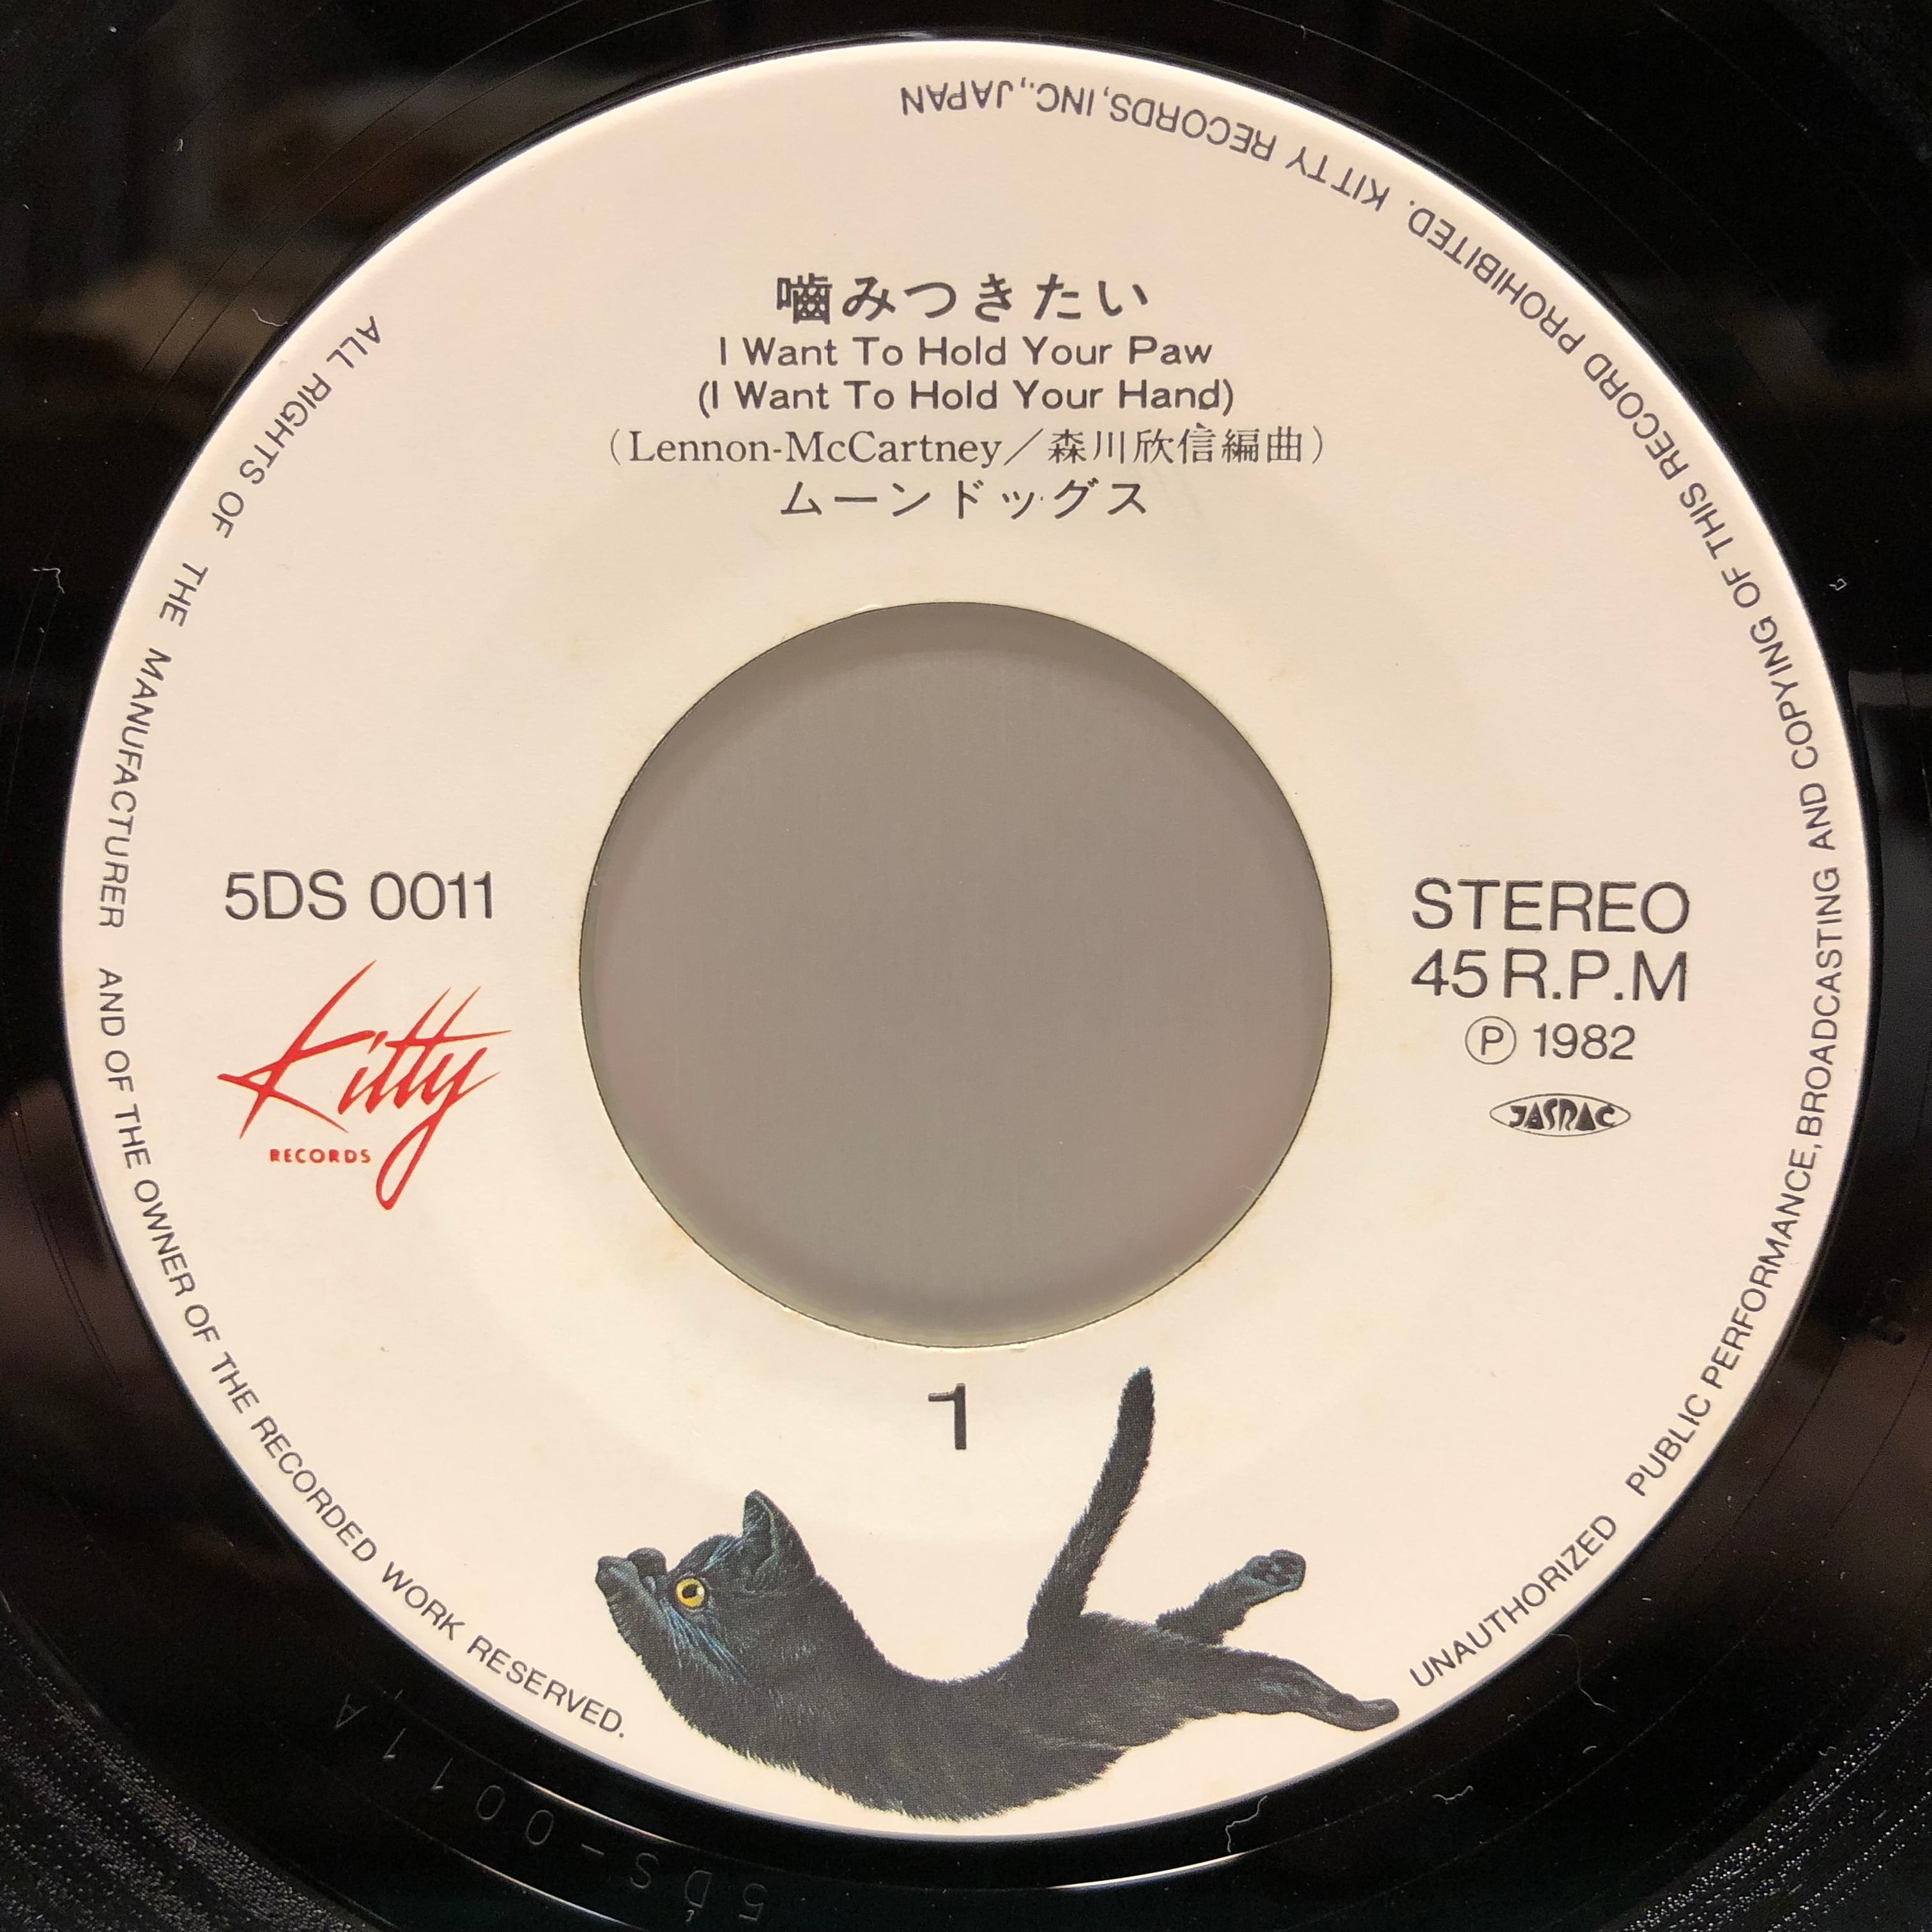 噛みつきたい
I Want To Hold Your Paw
(I Want To Hold Your Hand)
(Lennon-McCartney／森川欣信編曲)
ムーンドッグス
5DS 0011
Kitty
RECORDS
STEREO
45 R.P.M
Ⓟ 1982
JASRAC
1
ALL RIGHTS OF THE MANUFACTURER AND OF THE OWNER OF THE RECORDED WORK RESERVED.
UNAUTHORIZED PUBLIC PERFORMANCE, BROADCASTING AND COPYING OF THIS RECORD PROHIBITED. KITTY RECORDS, INC., JAPAN
5DS-0011A